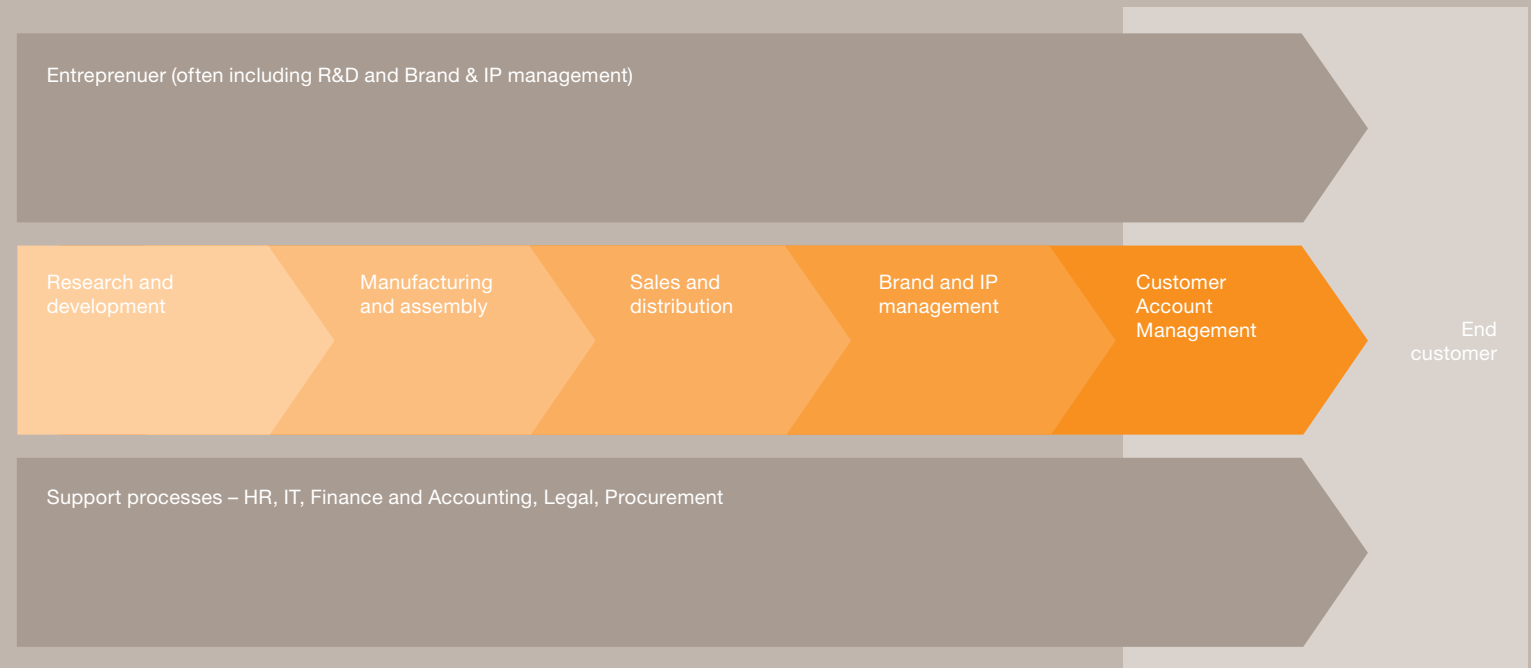 Entreprenuer (often including R&D and Brand & IP management)
Research and
development
Manufacturing
and assembly
Sales and
distribution
Brand and IP
management
Customer
Account
Management
End
customer
Support processes – HR, IT, Finance and Accounting, Legal, Procurement